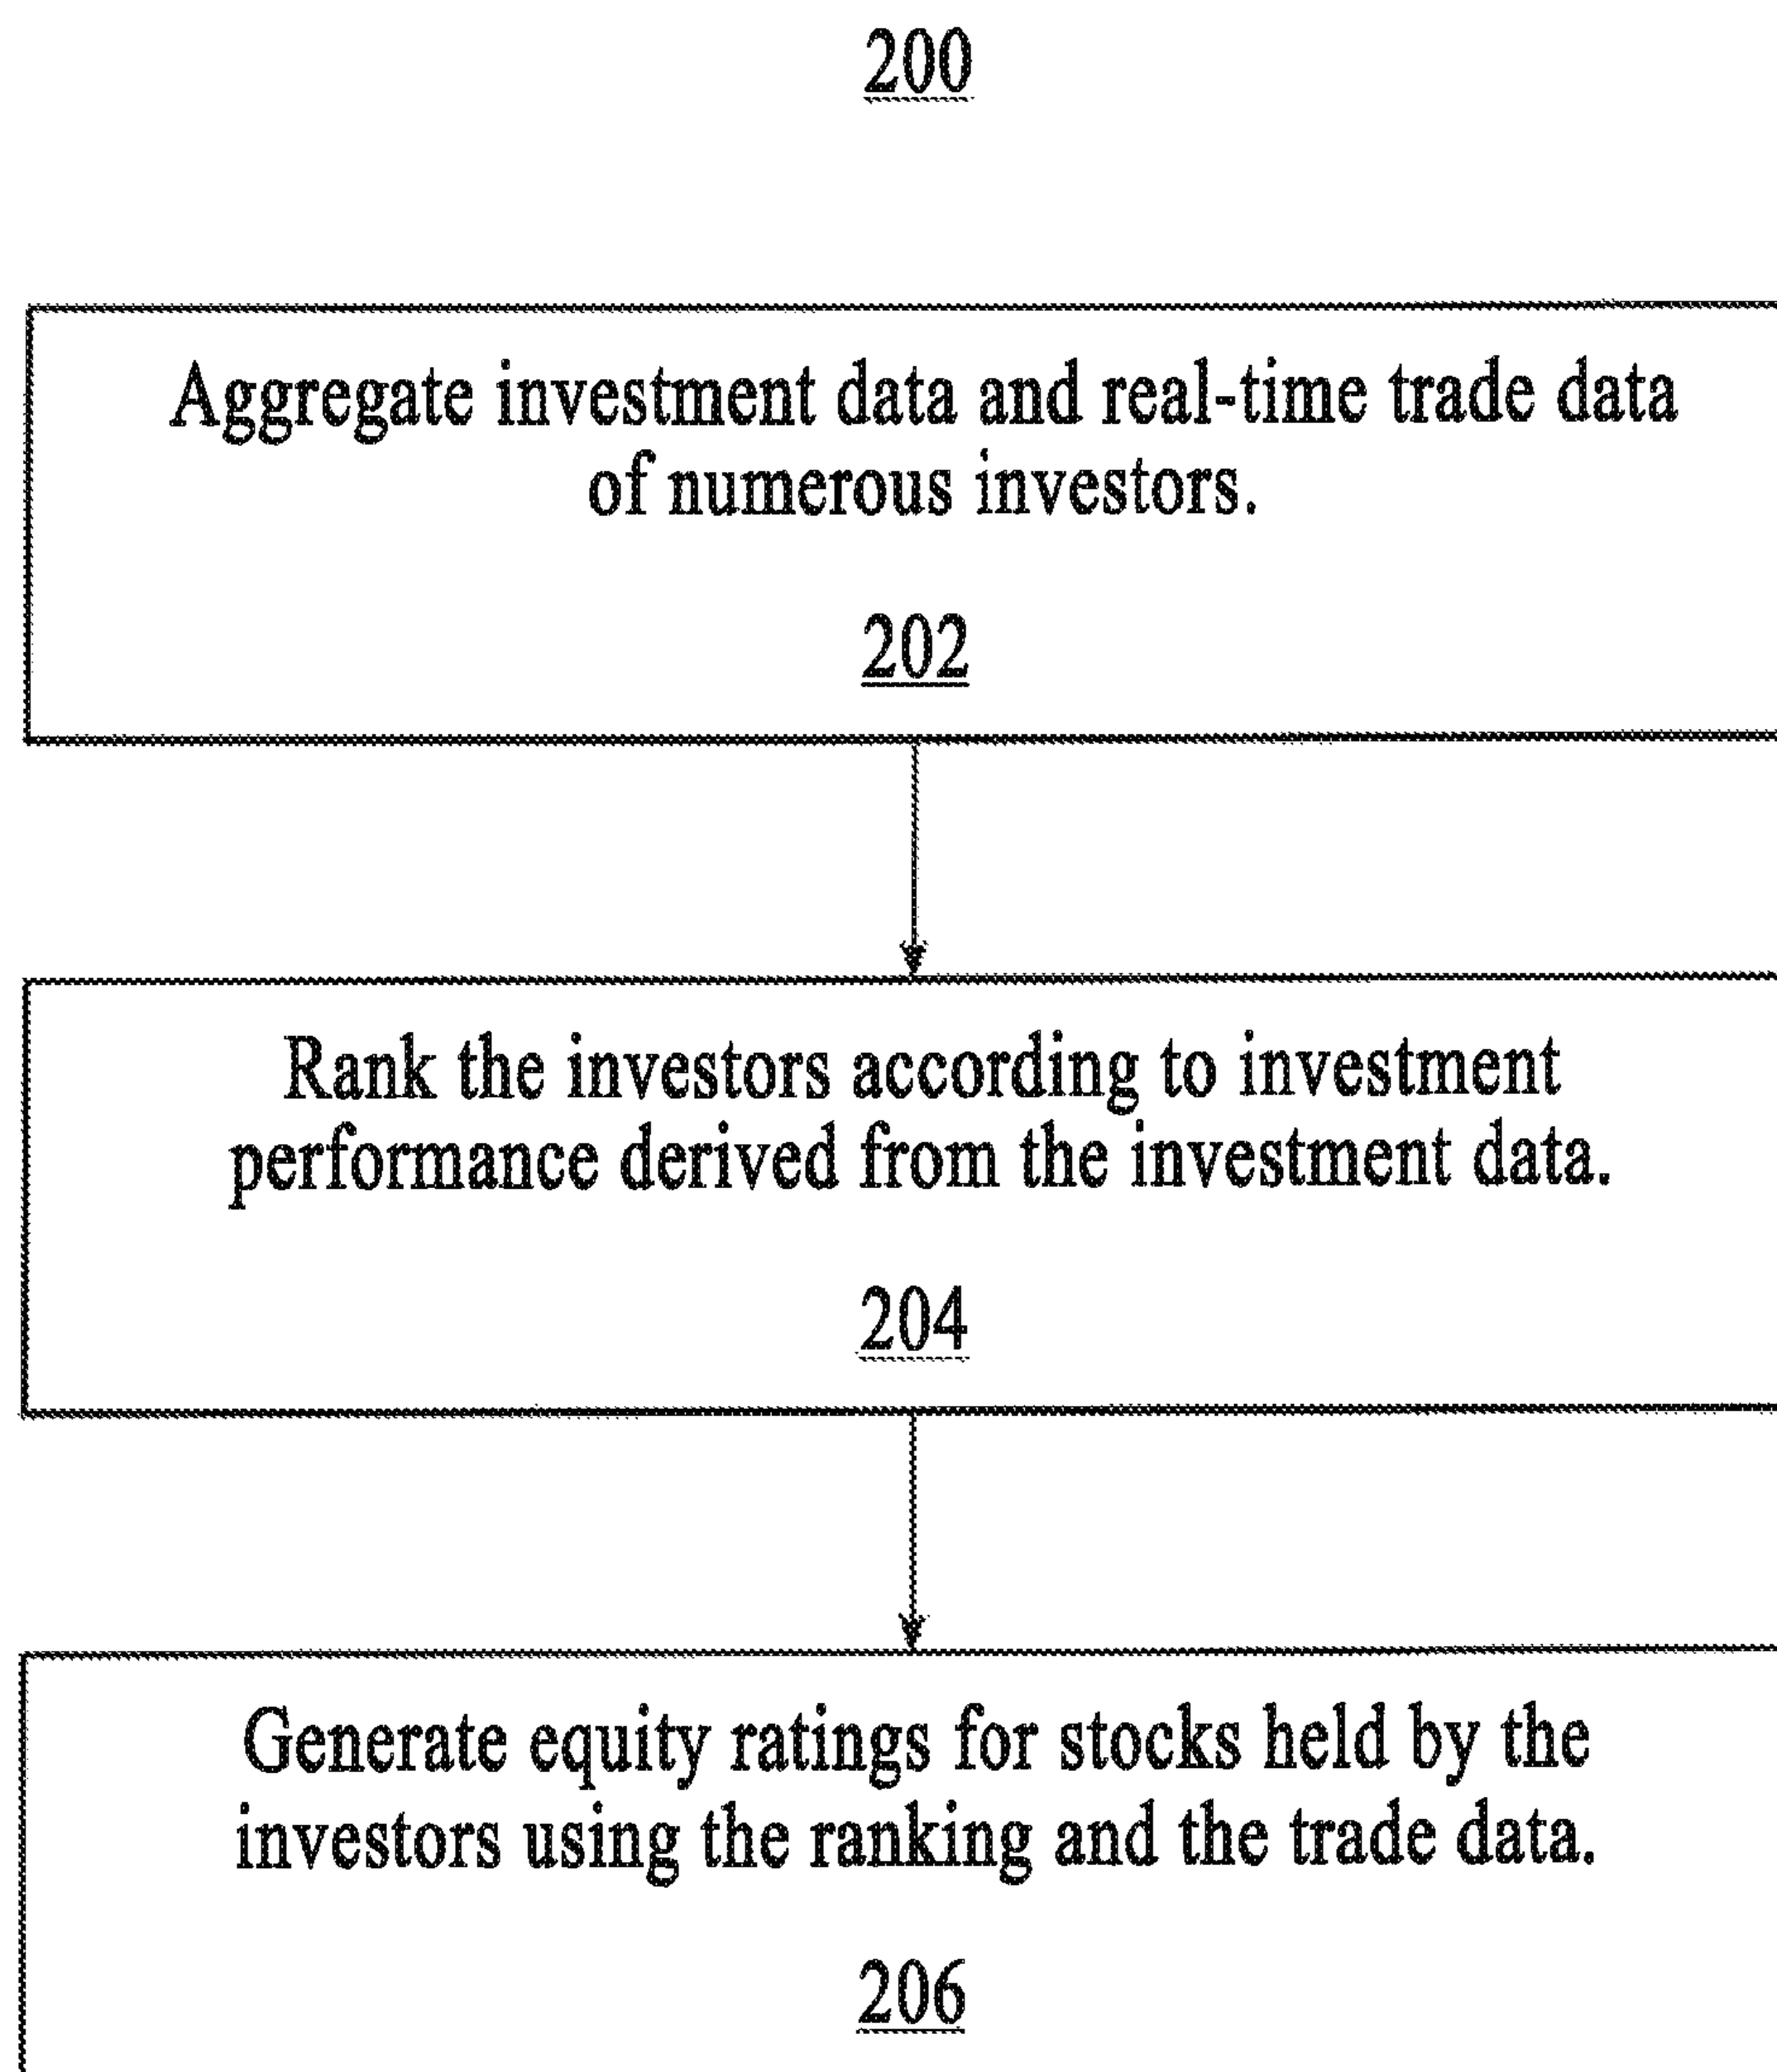 200
Aggregate investment data and real-time trade data
of numerous investors.
202
Rank the investors according to investment
performance derived from the investment data.
204
Generate equity ratings for stocks held by the
investors using the ranking and the trade data.
206